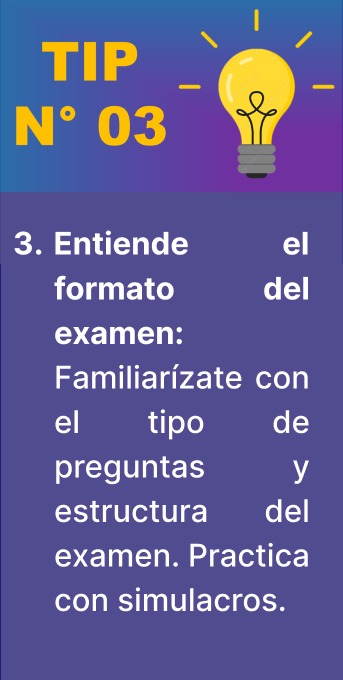 TIP
N° 03
3. Entiende el
formato del
examen:
Familiarízate con
el tipo de
preguntas y
estructura del
examen. Practica
con simulacros.